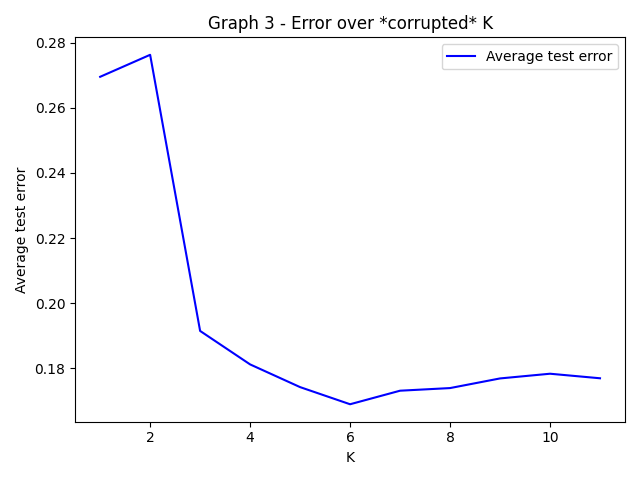 Graph 3 - Error over *corrupted* K
Average test error
Average test error
0.28
0.26
0.24
0.22
0.20
0.18
2 4 6 8 10
K